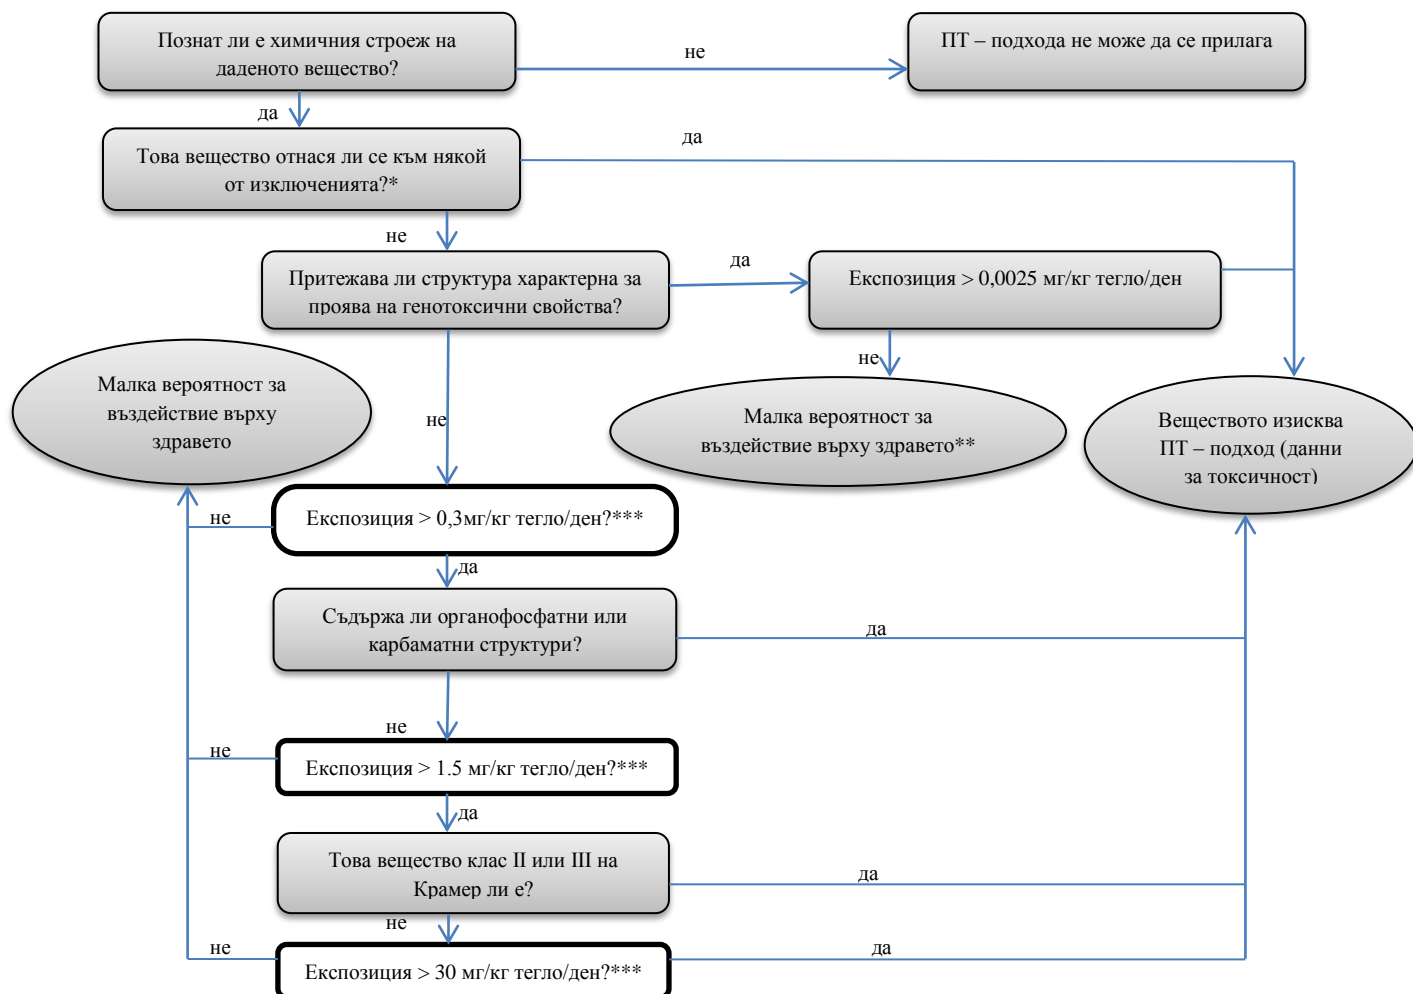 Познат ли е химичния строеж на
даденото вещество?
не
ПТ – подхода не може да се прилага
да
Това вещество отнася ли се към някой
от изключенията?*
да
не
Притежава ли структура характерна за
проява на генотоксични свойства?
да
Експозиция > 0,0025 мг/кг тегло/ден
не
Малка вероятност за
въздействие върху
здравето
не
Малка вероятност за
въздействие върху здравето**
Веществото изисква
ПТ – подход (данни
за токсичност)
не
Експозиция > 0,3мг/кг тегло/ден?***
да
Съдържа ли органофосфатни или
карбаматни структури?
да
не
не
Експозиция > 1.5 мг/кг тегло/ден?***
да
Това вещество клас II или III на
Крамер ли е?
да
не
не
Експозиция > 30 мг/кг тегло/ден?***
да